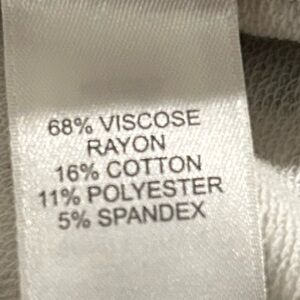 68% VISCOSE
RAYON
16% COTTON
11% POLYESTER
5% SPANDEX